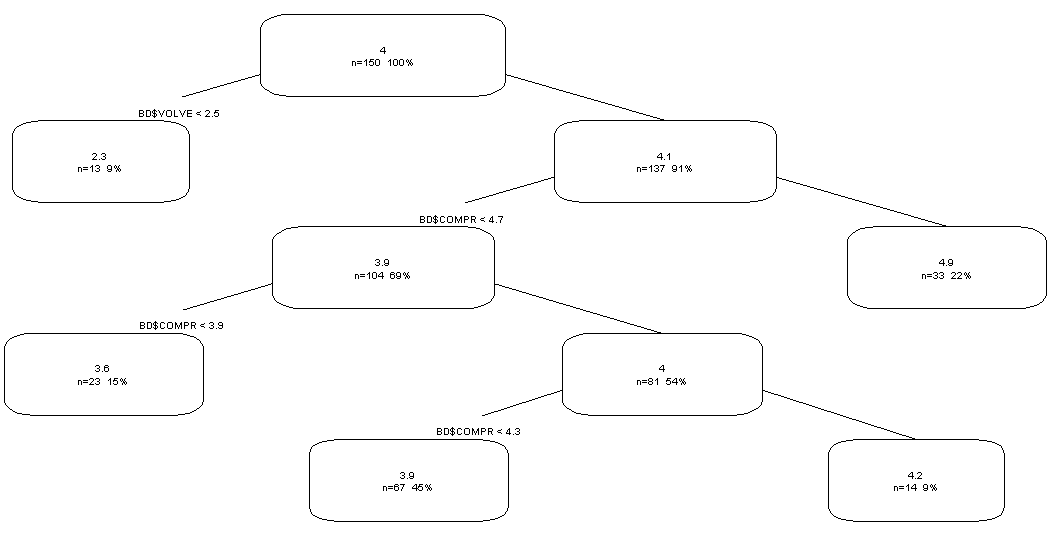 4
n=150 100%
BD$VOLVE < 2.5
2.3
n=13 9%
4.1
n=137 91%
BD$COMPR < 4.7
3.9
n=104 69%
4.9
n=33 22%
BD$COMPR < 3.9
3.6
n=23 15%
4
n=81 54%
BD$COMPR < 4.3
3.9
n=67 45%
4.2
n=14 9%